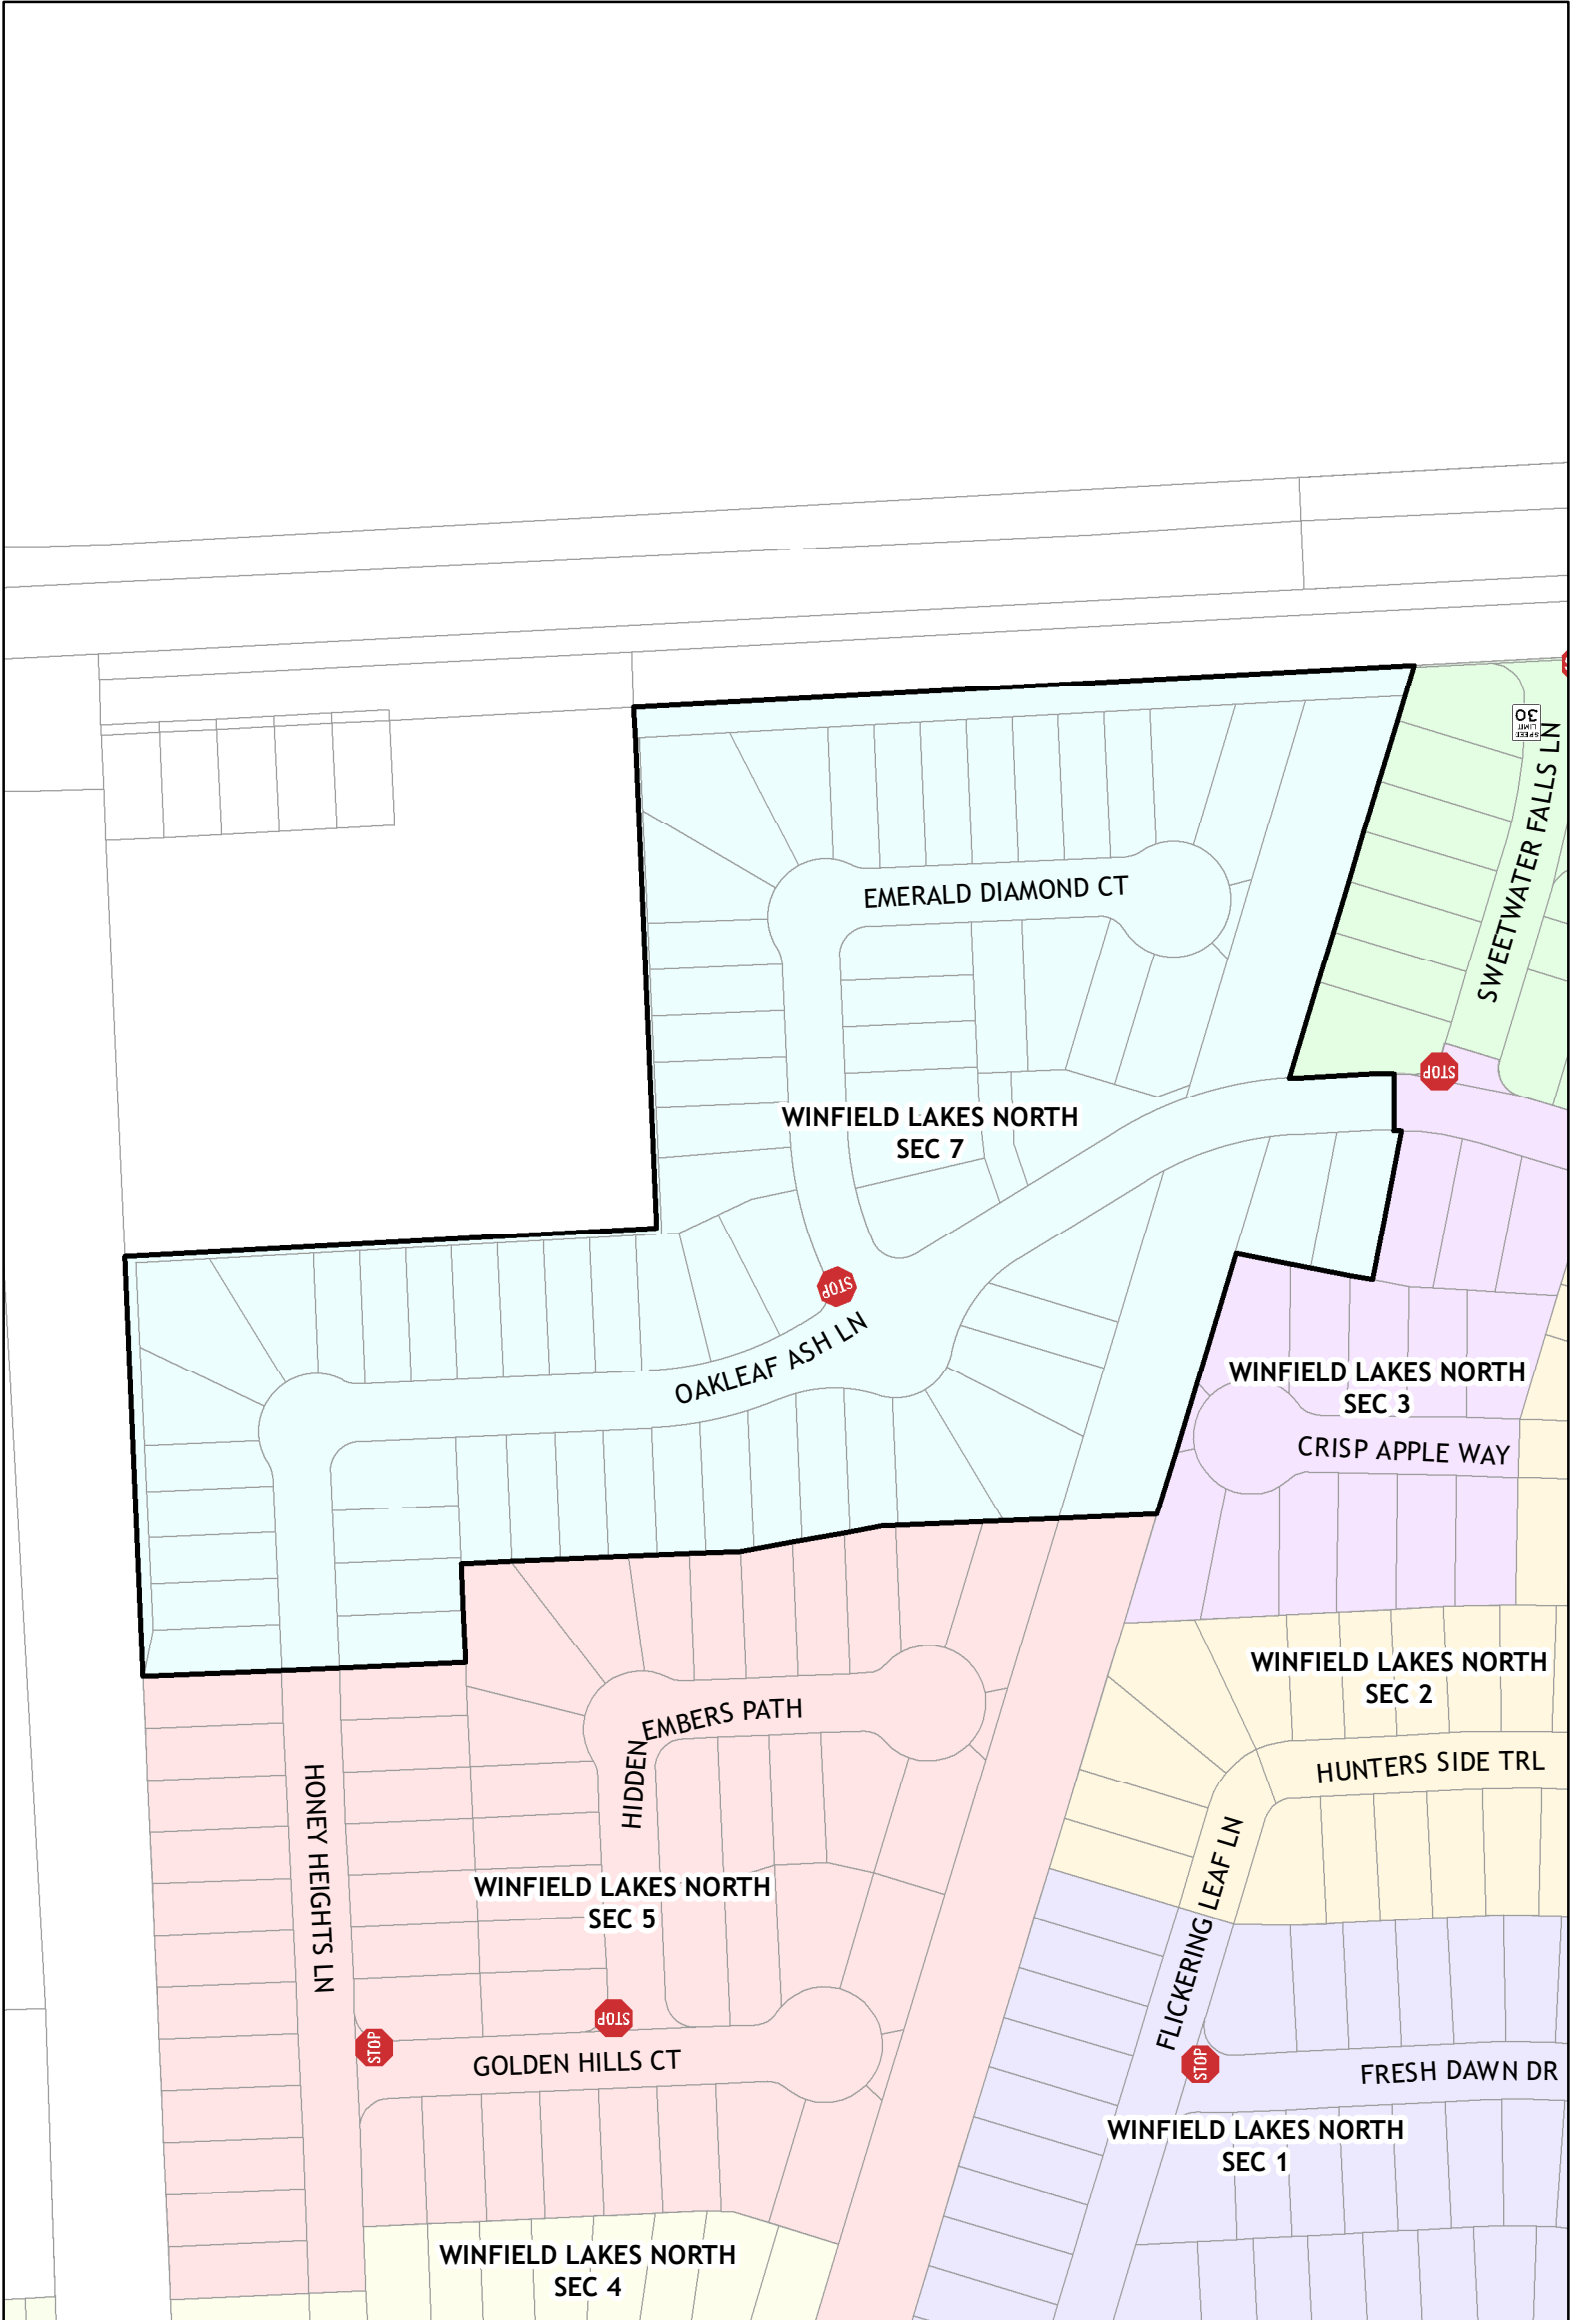 SPEED
LIMIT
30
SWEETWATER FALLS LN
EMERALD DIAMOND CT
STOP
WINFIELD LAKES NORTH
SEC 7
STOP
OAKLEAF ASH LN
WINFIELD LAKES NORTH
SEC 3
CRISP APPLE WAY
WINFIELD LAKES NORTH
SEC 2
HIDDEN EMBERS PATH
HUNTERS SIDE TRL
HONEY HEIGHTS LN
FLICKERING LEAF LN
WINFIELD LAKES NORTH
SEC 5
STOP
STOP
GOLDEN HILLS CT
STOP
FRESH DAWN DR
WINFIELD LAKES NORTH
SEC 1
WINFIELD LAKES NORTH
SEC 4